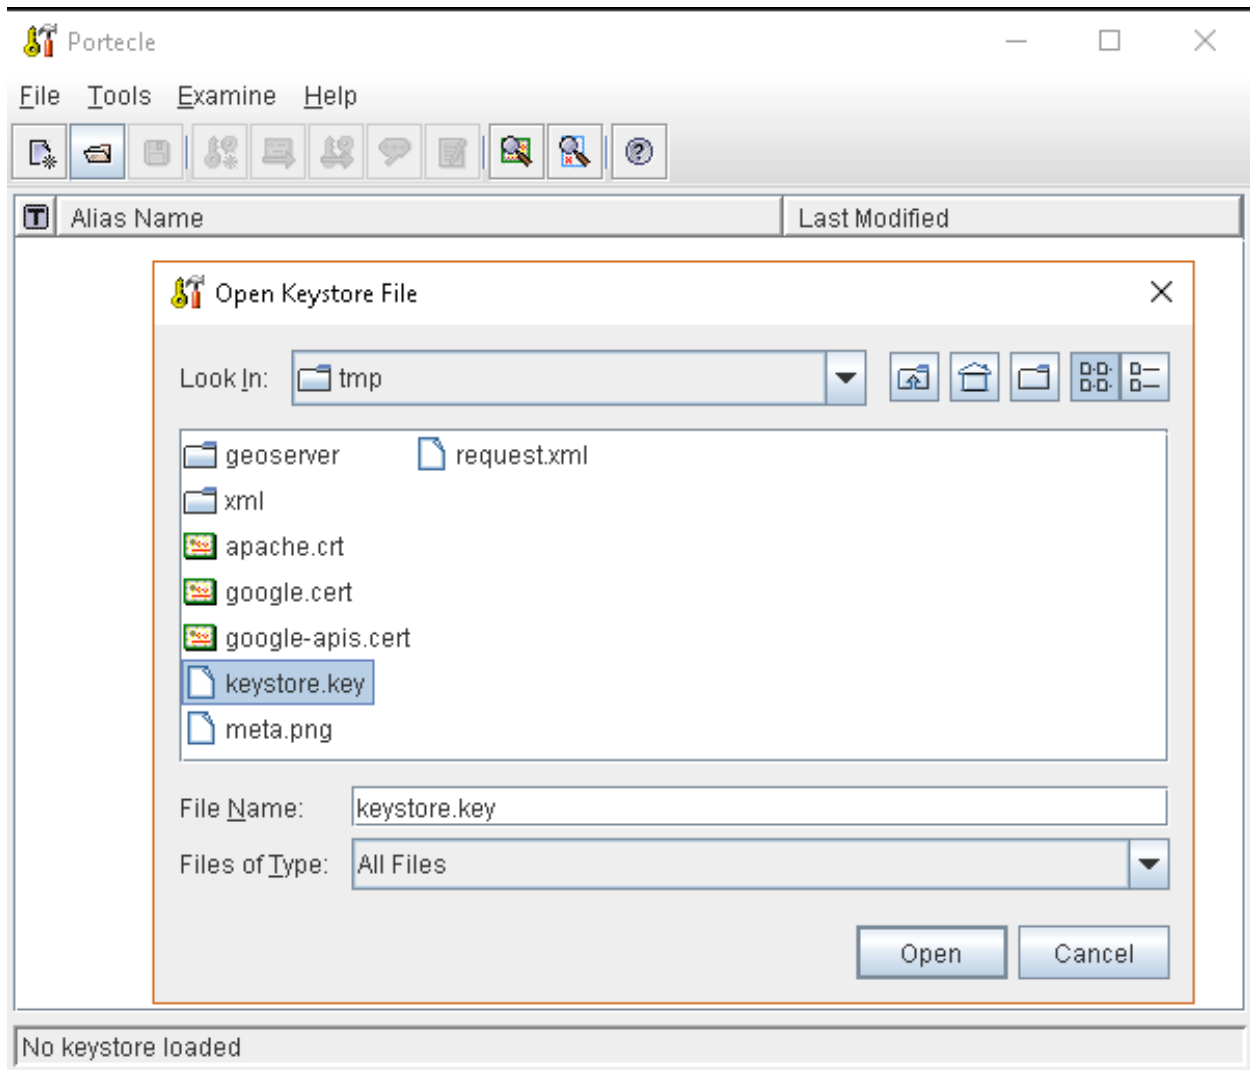 Portecle
File Tools Examine Help
T Alias Name Last Modified
Open Keystore File
Look In: tmp
geoserver request.xml
xml
apache.crt
google.cert
google-apis.cert
keystore.key
meta.png
File Name: keystore.key
Files of Type: All Files
Open Cancel
No keystore loaded